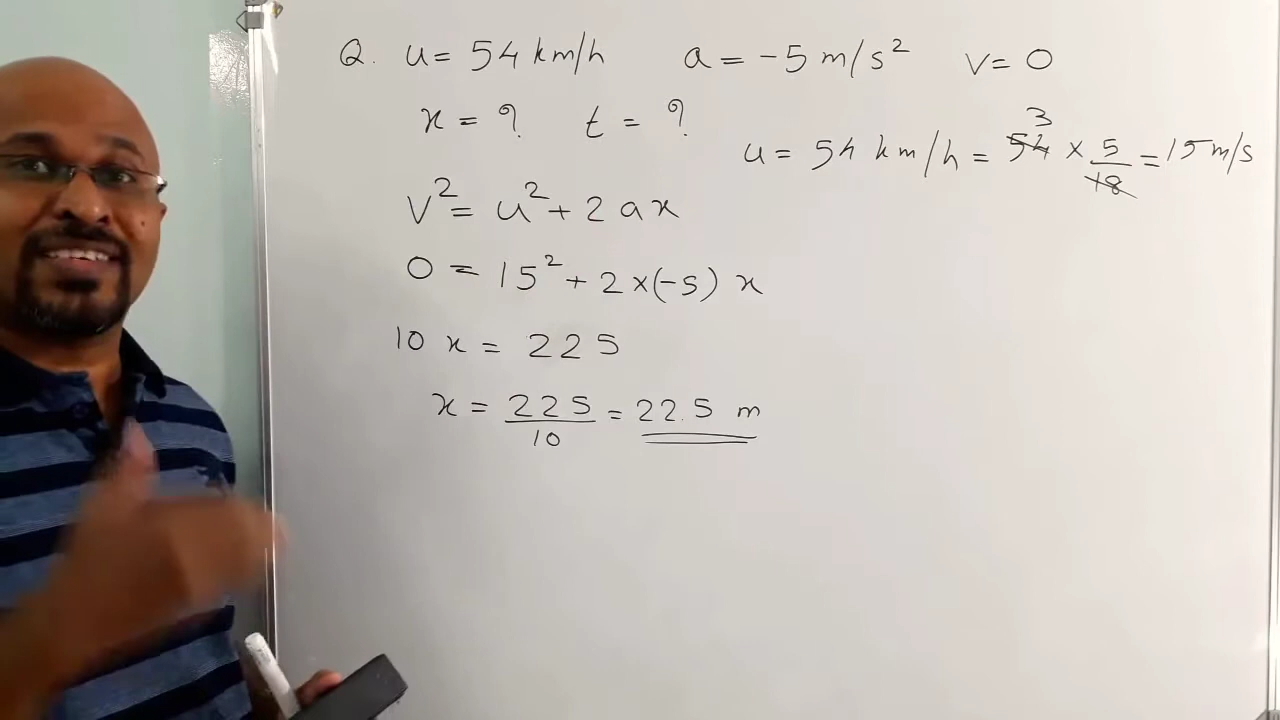 Q. u = 54 km/h a = -5 m/s² v = 0
x = ? t = ?
u = 54 km/h = 54 × 5/18 = 15 m/s
3
v² = u² + 2 a x
0 = 15² + 2 × (-5) x
10 x = 225
x = 225/10 = 22.5 m